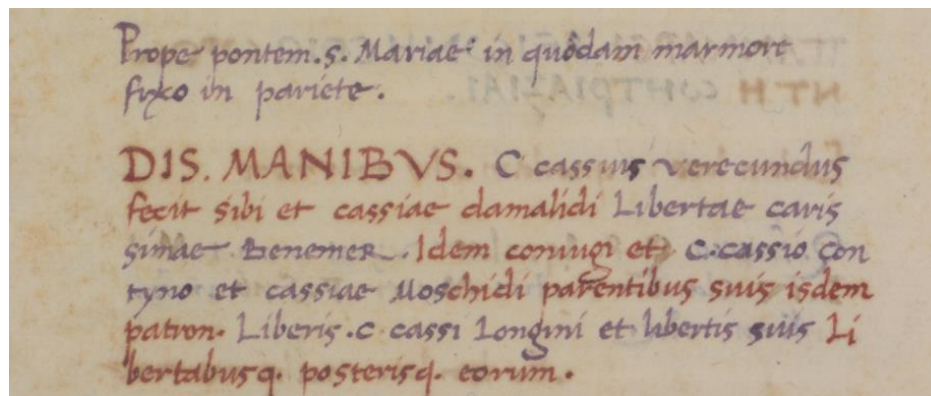 Prope pontem. s. Mariae in quôdam marmore
fixo in pariete.
DIS. MANIBVS. C cassius verecundus
fecit sibi et cassiae damalidi Libertae caris
simae Benemer. Idem coniugi et C. cassio çon
tyno et cassiae Moschidi parentibus suis isdem
patron. Liberis. C cassi Longini et libertis suis Li
bertabusq. posterisq. eorum.